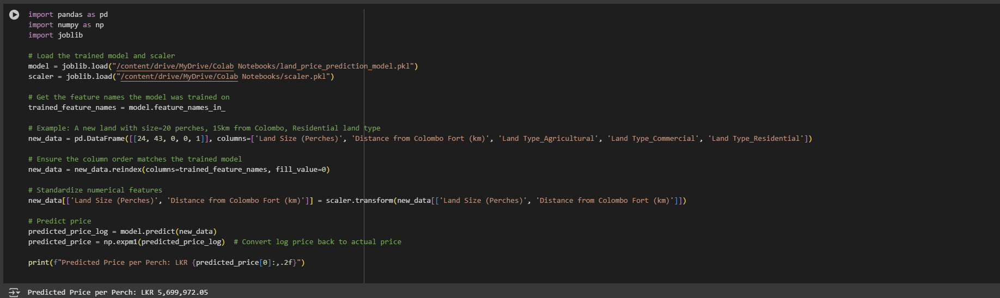 import pandas as pd
import numpy as np
import joblib
# Load the trained model and scaler
model = joblib.load("/content/drive/MyDrive/Colab Notebooks/land_price_prediction_model.pkl")
scaler = joblib.load("/content/drive/MyDrive/Colab Notebooks/scaler.pkl")
# Get the feature names the model was trained on
trained_feature_names = model.feature_names_in_
# Example: A new land with size=20 perches, 15km from Colombo, Residential land type
new_data = pd.DataFrame([[24, 43, 0, 0, 1]], columns=['Land Size (Perches)', 'Distance from Colombo Fort (km)', 'Land Type_Agricultural', 'Land Type_Commercial', 'Land Type_Residential'])
# Ensure the column order matches the trained model
new_data = new_data.reindex(columns=trained_feature_names, fill_value=0)
# Standardize numerical features
new_data[['Land Size (Perches)', 'Distance from Colombo Fort (km)']] = scaler.transform(new_data[['Land Size (Perches)', 'Distance from Colombo Fort (km)']])
# Predict price
predicted_price_log = model.predict(new_data)
predicted_price = np.expm1(predicted_price_log)  # Convert log price back to actual price
print(f"Predicted Price per Perch: LKR {predicted_price[0]:,.2f}")
Predicted Price per Perch: LKR 5,699,972.05